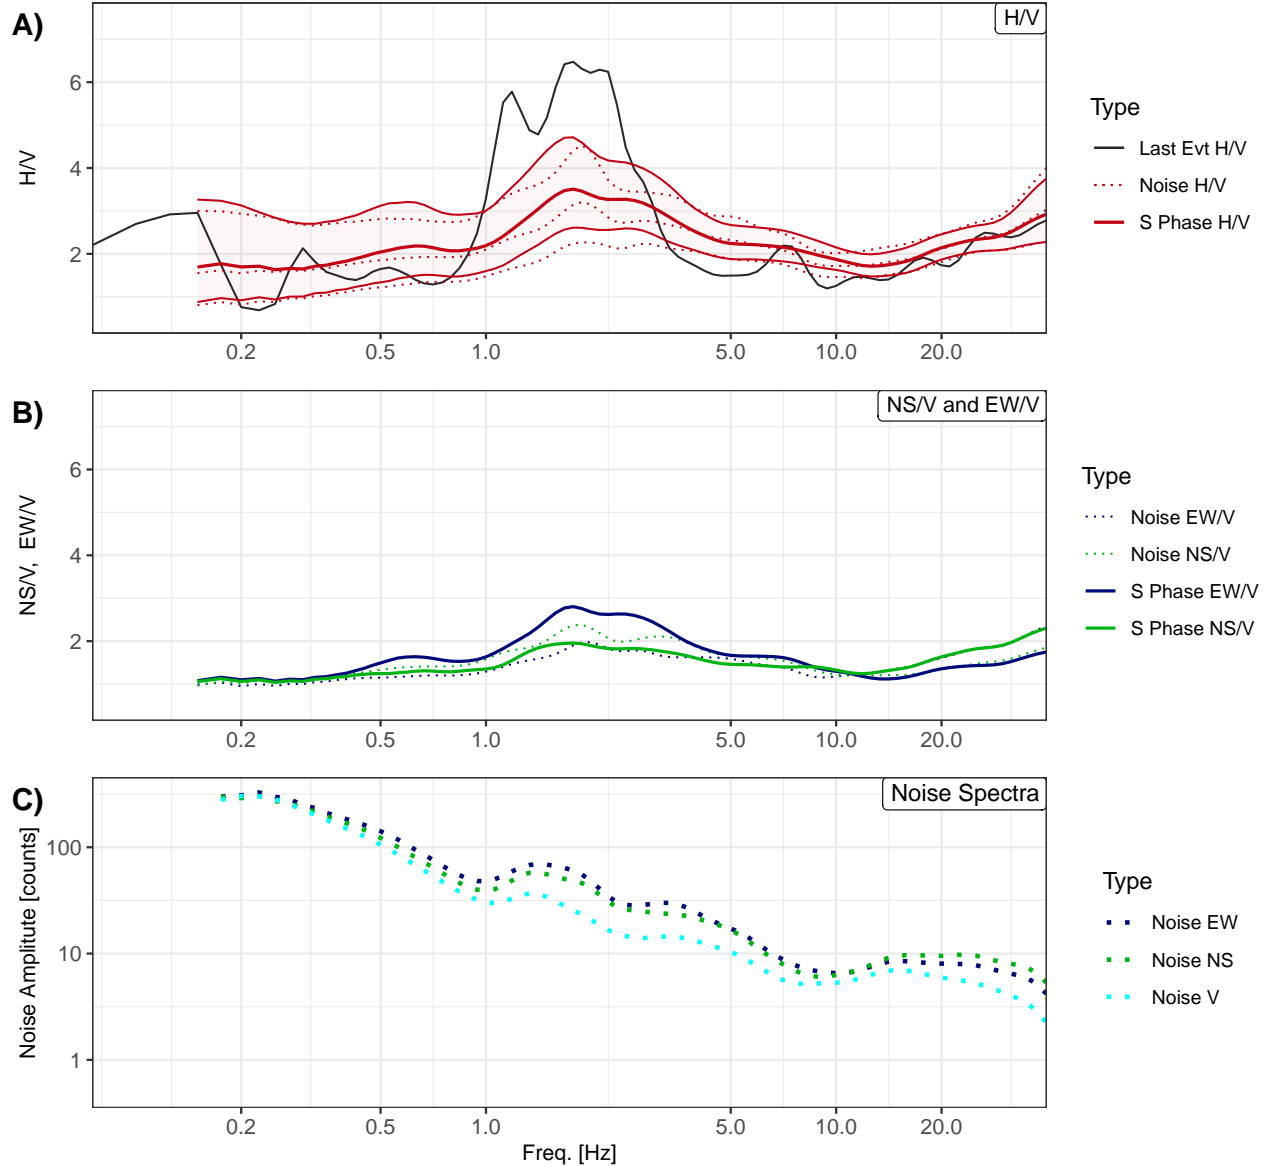 A)
H/V
6
4
2
H/V
0.2 0.5 1.0 5.0 10.0 20.0
Type
Last Evt H/V
Noise H/V
S Phase H/V
B)
NS/V and EW/V
6
4
2
NS/V,  EW/V
0.2 0.5 1.0 5.0 10.0 20.0
Type
Noise EW/V
Noise NS/V
S Phase EW/V
S Phase NS/V
C)
Noise Spectra
100
10
1
Noise Amplitute [counts]
0.2 0.5 1.0 5.0 10.0 20.0
Freq. [Hz]
Type
Noise EW
Noise NS
Noise V